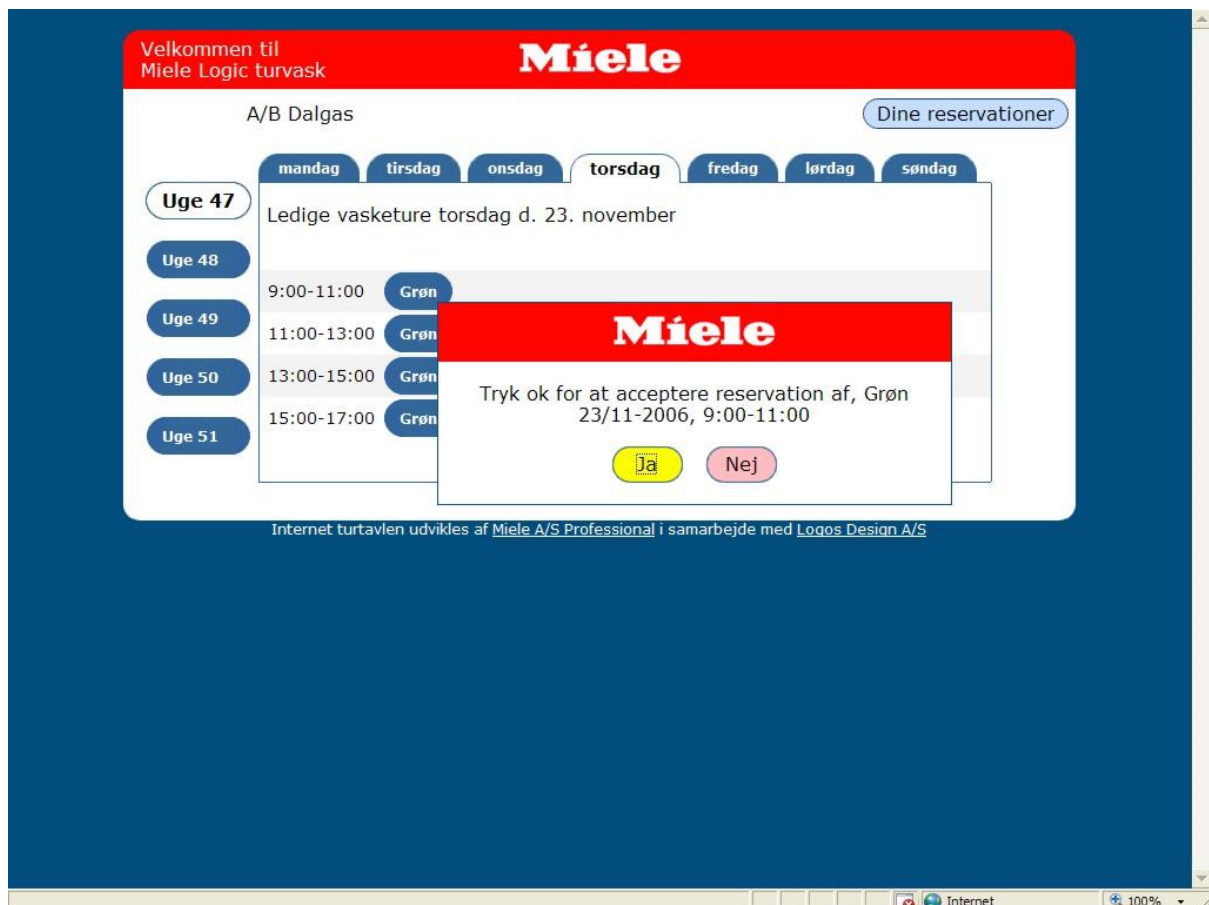 Velkommen til
Miele Logic turvask
Miele
A/B Dalgas
Dine reservationer
mandag tirsdag onsdag torsdag fredag lørdag søndag
Uge 47
Uge 48
Uge 49
Uge 50
Uge 51
Ledige vasketure torsdag d. 23. november
9:00-11:00 Grøn
11:00-13:00 Grøn
13:00-15:00 Grøn
15:00-17:00 Grøn
Miele
Tryk ok for at acceptere reservation af, Grøn
23/11-2006, 9:00-11:00
Ja Nej
Internet turtavlen udvikles af Miele A/S Professional i samarbejde med Logos Design A/S
Internet 100%